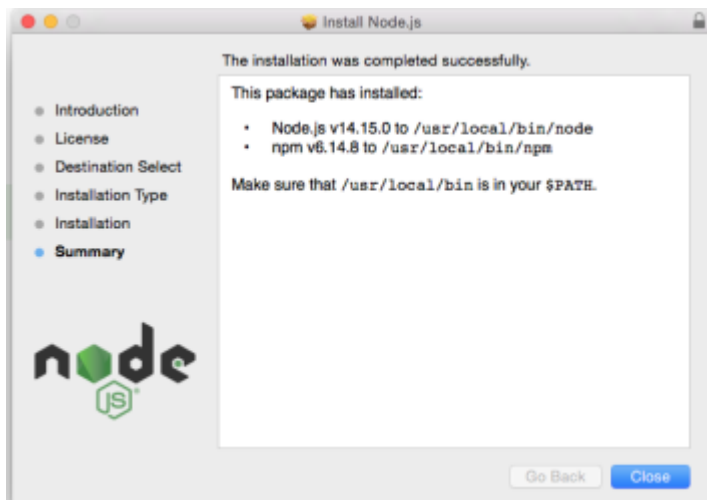 Install Node.js
The installation was completed successfully.
Introduction
License
Destination Select
Installation Type
Installation
Summary
This package has installed:
• Node.js v14.15.0 to /usr/local/bin/node
• npm v6.14.8 to /usr/local/bin/npm
Make sure that /usr/local/bin is in your $PATH.
node
JS
Go Back
Close